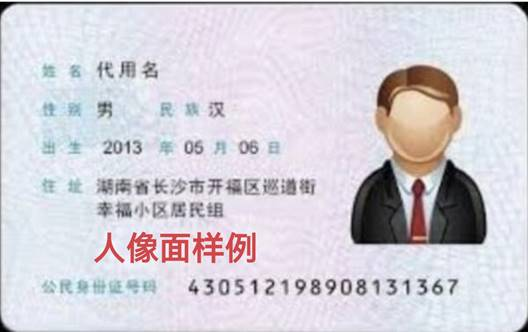 姓名 代用名
性别 男 民族 汉
出生 2013 年 05 月 06 日
住址 湖南省长沙市开福区巡道街
幸福小区居民组
人像面样例
公民身份证号码 430512198908131367